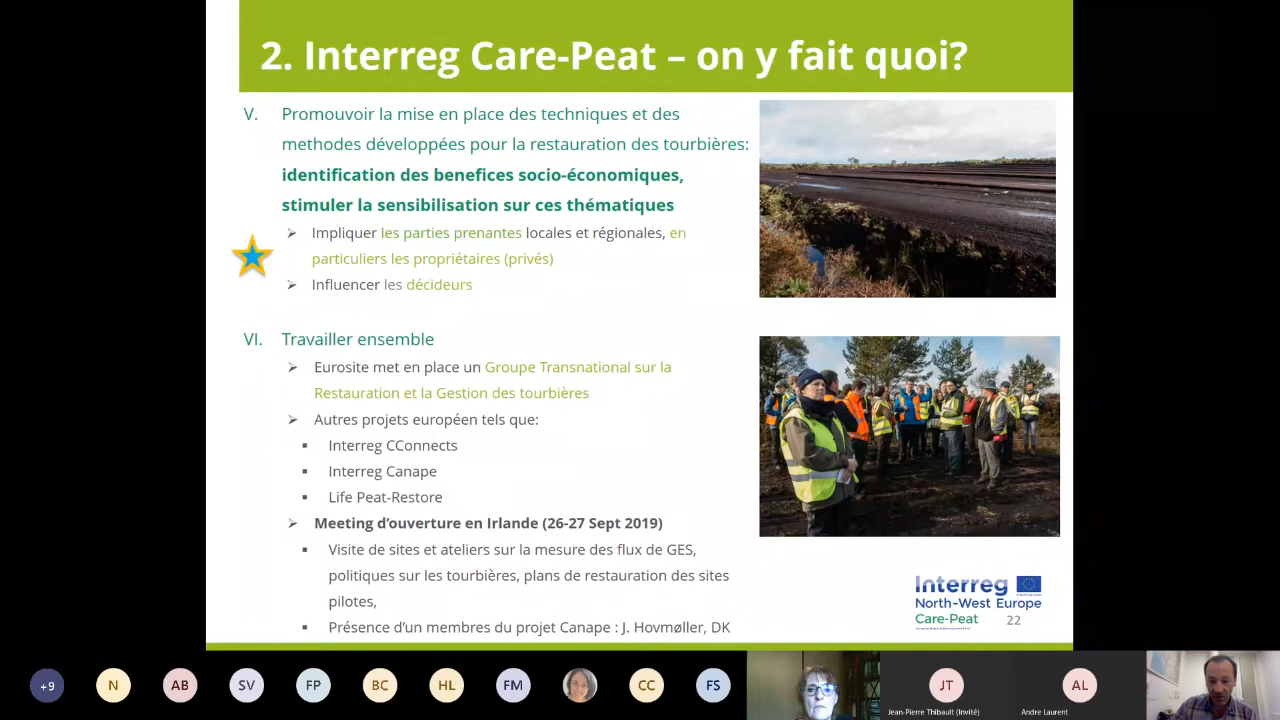 2. Interreg Care-Peat – on y fait quoi?
V. Promouvoir la mise en place des techniques et des
methodes développées pour la restauration des tourbières:
identification des benefices socio-économiques,
stimuler la sensibilisation sur ces thématiques
➢ Impliquer les parties prenantes locales et régionales, en
particuliers les propriétaires (privés)
➢ Influencer les décideurs
VI. Travailler ensemble
➢ Eurosite met en place un Groupe Transnational sur la
Restauration et la Gestion des tourbières
➢ Autres projets européen tels que:
▪ Interreg CConnects
▪ Interreg Canape
▪ Life Peat-Restore
➢ Meeting d’ouverture en Irlande (26-27 Sept 2019)
▪ Visite de sites et ateliers sur la mesure des flux de GES,
politiques sur les tourbières, plans de restauration des sites
pilotes,
▪ Présence d’un membres du projet Canape : J. Hovmøller, DK
Interreg
North-West Europe
Care-Peat
22
+9 N AB SV FP BC HL FM CC FS JT AL
Jean-Pierre Thibault (Invité) Andre Laurent